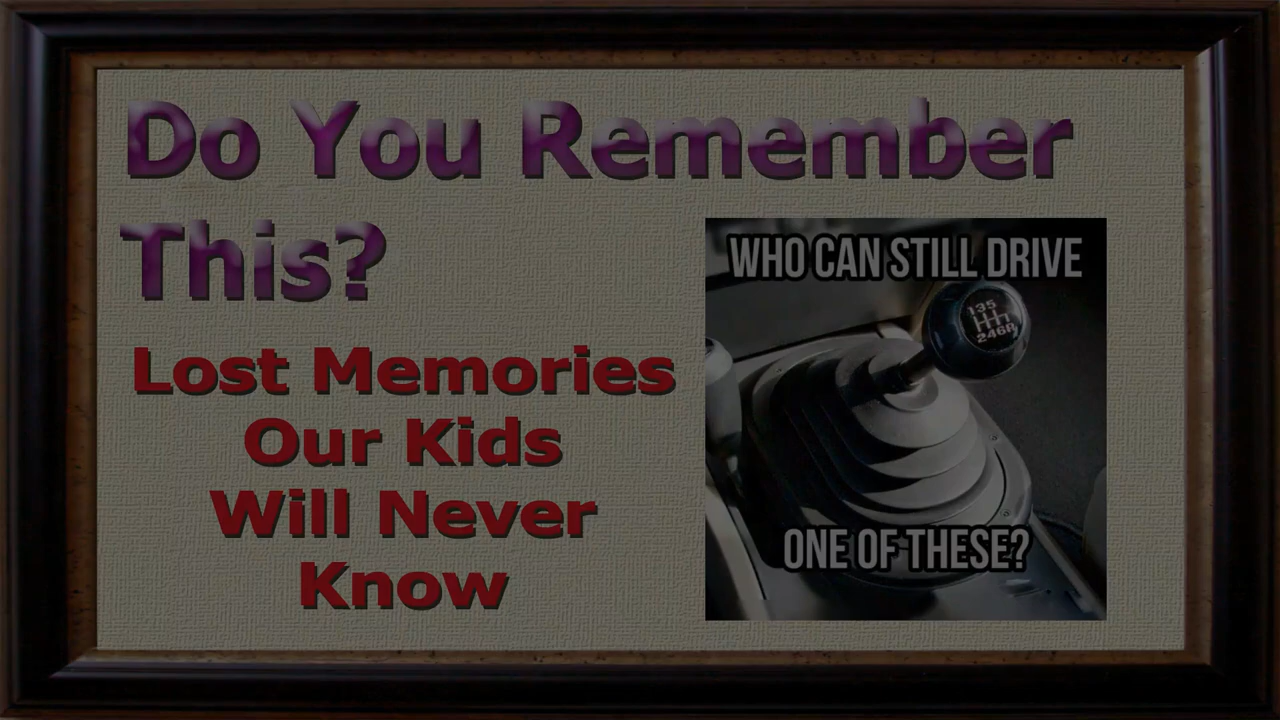 Do You Remember
This?
WHO CAN STILL DRIVE
135
246R
ONE OF THESE?
Lost Memories
Our Kids
Will Never
Know